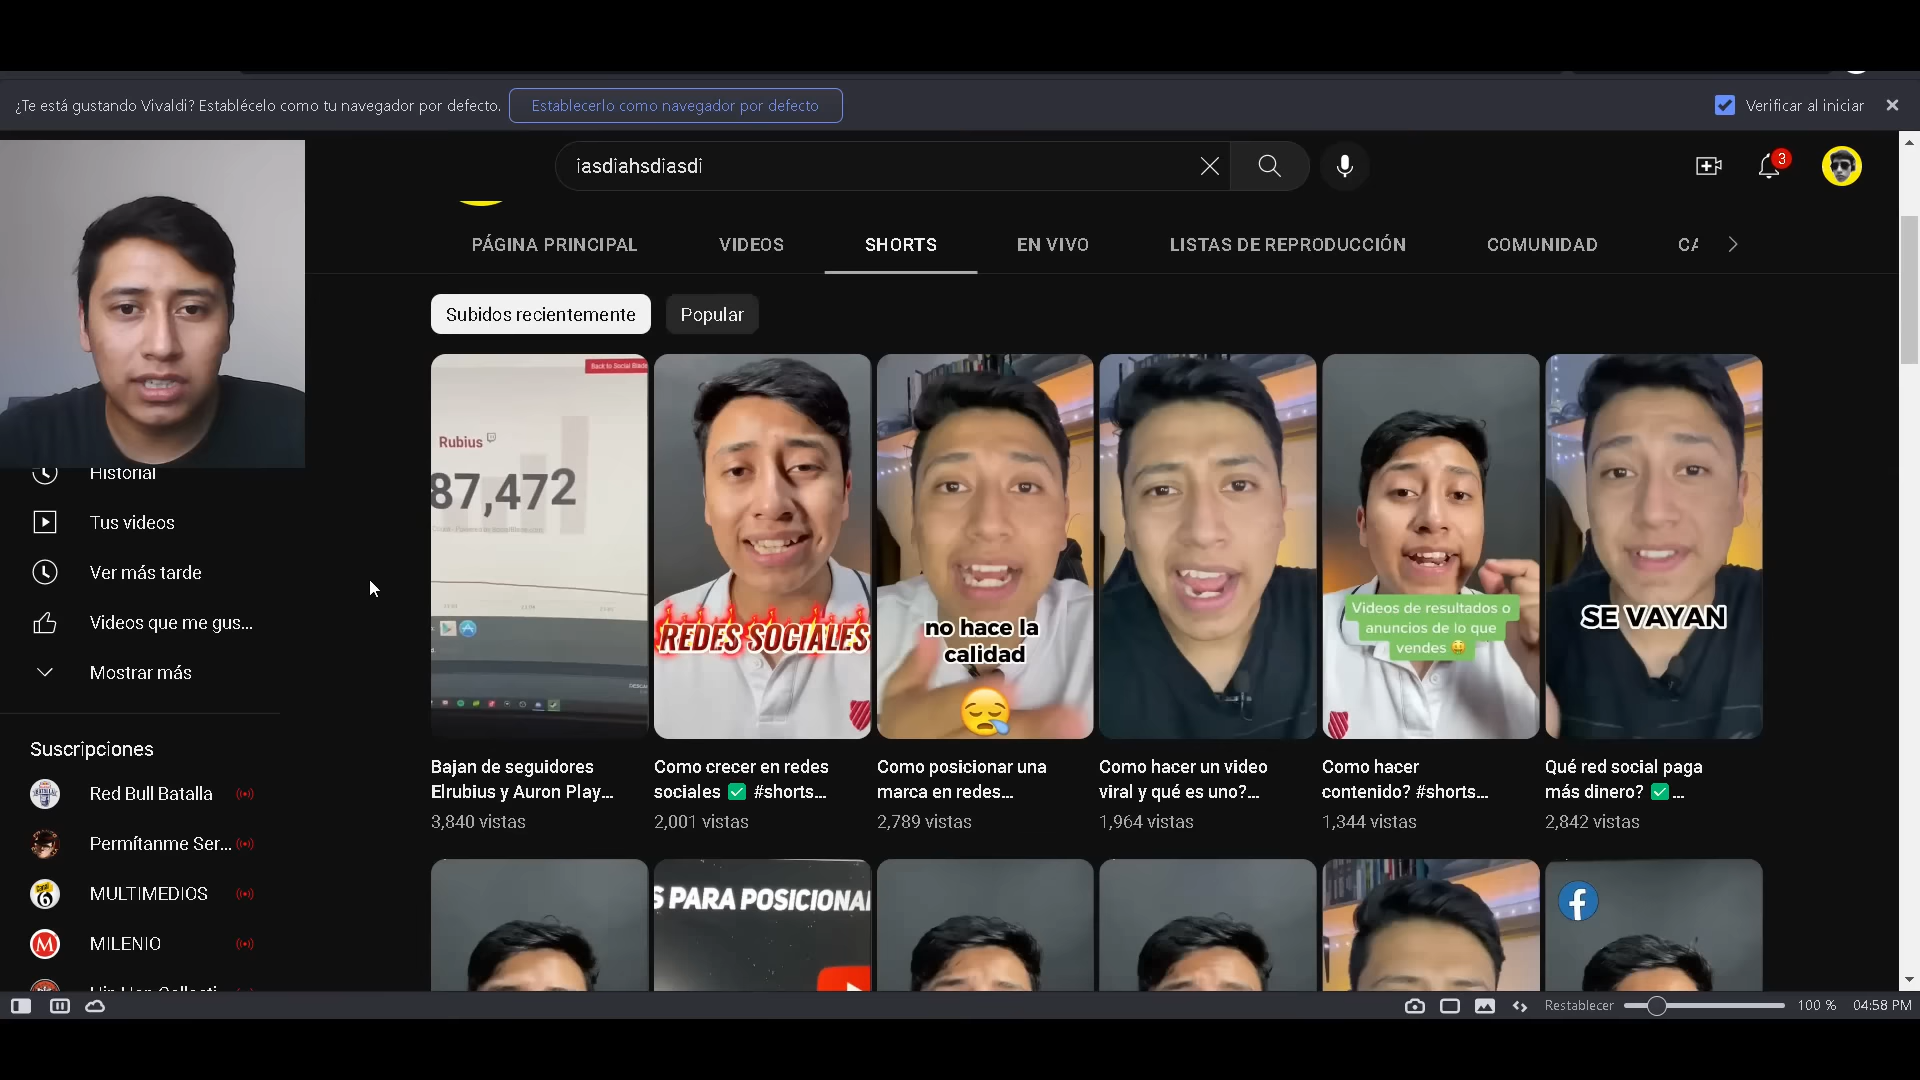 ¿Te está gustando Vivaldi? Establécelo como tu navegador por defecto.
Establecerlo como navegador por defecto
Verificar al iniciar
iasdiahsdiasdi
3
PÁGINA PRINCIPAL
VIDEOS
SHORTS
EN VIVO
LISTAS DE REPRODUCCIÓN
COMUNIDAD
CA
Subidos recientemente
Popular
Historial
Tus videos
Ver más tarde
Videos que me gus...
Mostrar más
Suscripciones
Red Bull Batalla
Permítanme Ser...
MULTIMEDIOS
MILENIO
Back to Social Blade
Rubius
87,472
REDES SOCIALES
no hace la
calidad
Videos de resultados o
anuncios de lo que
vendes 🤑
SE VAYAN
Bajan de seguidores
Elrubius y Auron Play...
3,840 vistas
Como crecer en redes
sociales ✅ #shorts...
2,001 vistas
Como posicionar una
marca en redes...
2,789 vistas
Como hacer un video
viral y qué es uno?...
1,964 vistas
Como hacer
contenido? #shorts...
1,344 vistas
Qué red social paga
más dinero? ✅ ...
2,842 vistas
S PARA POSICIONA
Restablecer
100 %
04:58 PM